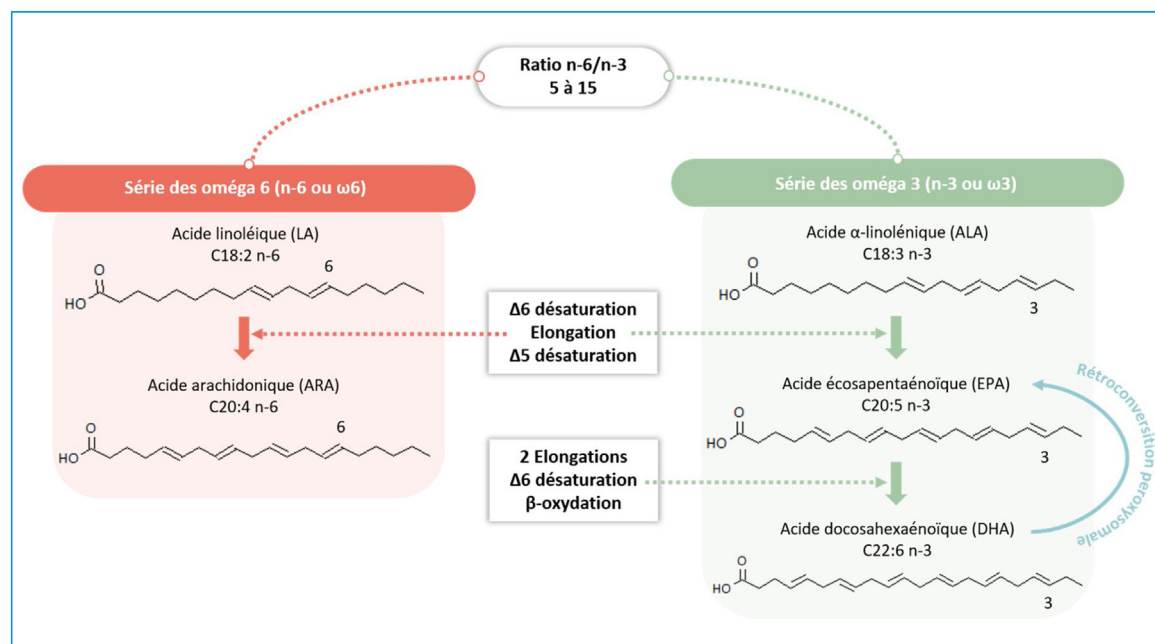 Ratio n-6/n-3
5 à 15
Série des oméga 6 (n-6 ou ω6)
Acide linoléique (LA)
C18:2 n-6
6
O
HO
Acide arachidonique (ARA)
C20:4 n-6
6
O
HO
Δ6 désaturation
Elongation
Δ5 désaturation
2 Elongations
Δ6 désaturation
β-oxydation
Série des oméga 3 (n-3 ou ω3)
Acide α-linolénique (ALA)
C18:3 n-3
O
HO
3
Acide écosapentaénoïque (EPA)
C20:5 n-3
O
HO
3
Acide docosahexaénoïque (DHA)
C22:6 n-3
O
HO
3
Rétroconversition peroxysomale